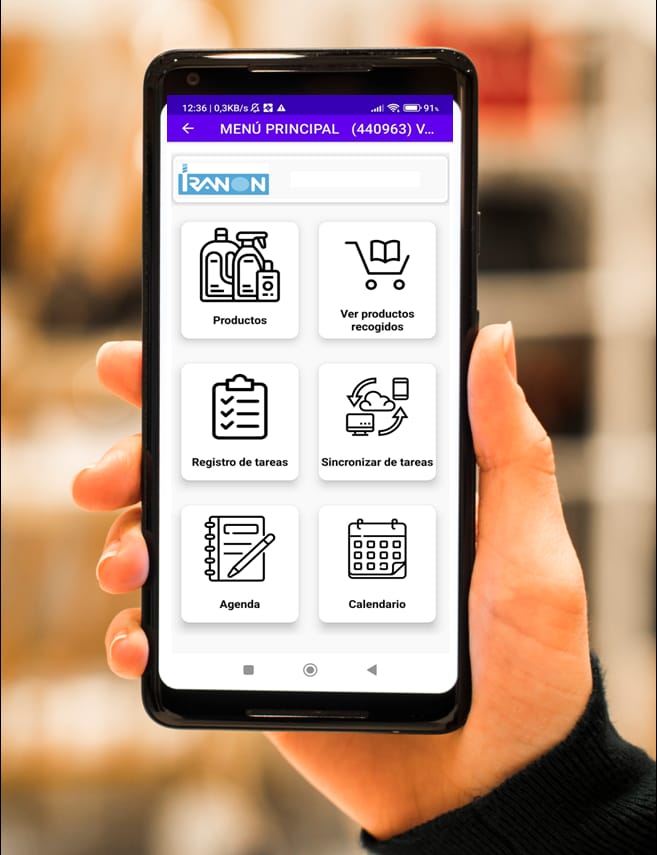 12:36 | 0,3KB/s
91%
MENÚ PRINCIPAL (440963) V...
IRANON
Productos
Ver productos
recogidos
Registro de tareas
Sincronizar de tareas
Agenda
Calendario